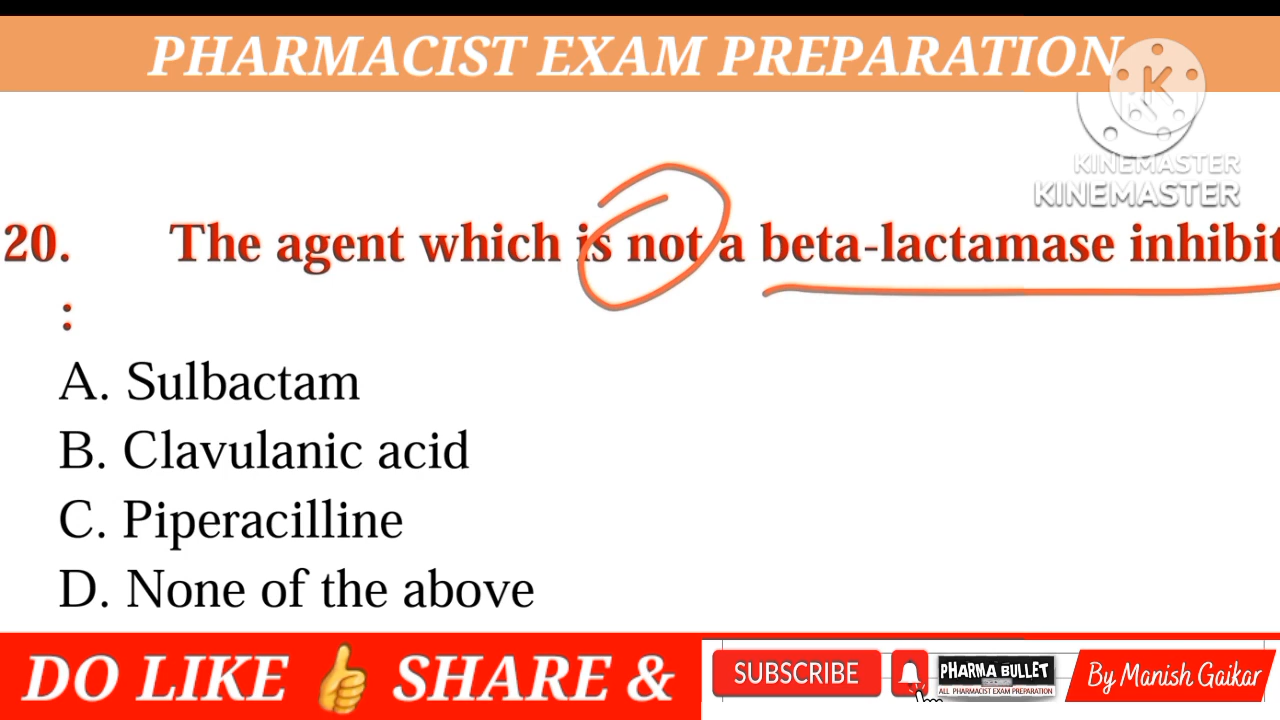 PHARMACIST EXAM PREPARATION
KINEMASTER
KINEMASTER
20. The agent which is not a beta-lactamase inhibit
:
A. Sulbactam
B. Clavulanic acid
C. Piperacilline
D. None of the above
DO LIKE 👍 SHARE &
SUBSCRIBE
PHARMA BULLET
ALL PHARMACIST EXAM PREPARATION
By Manish Gaikar